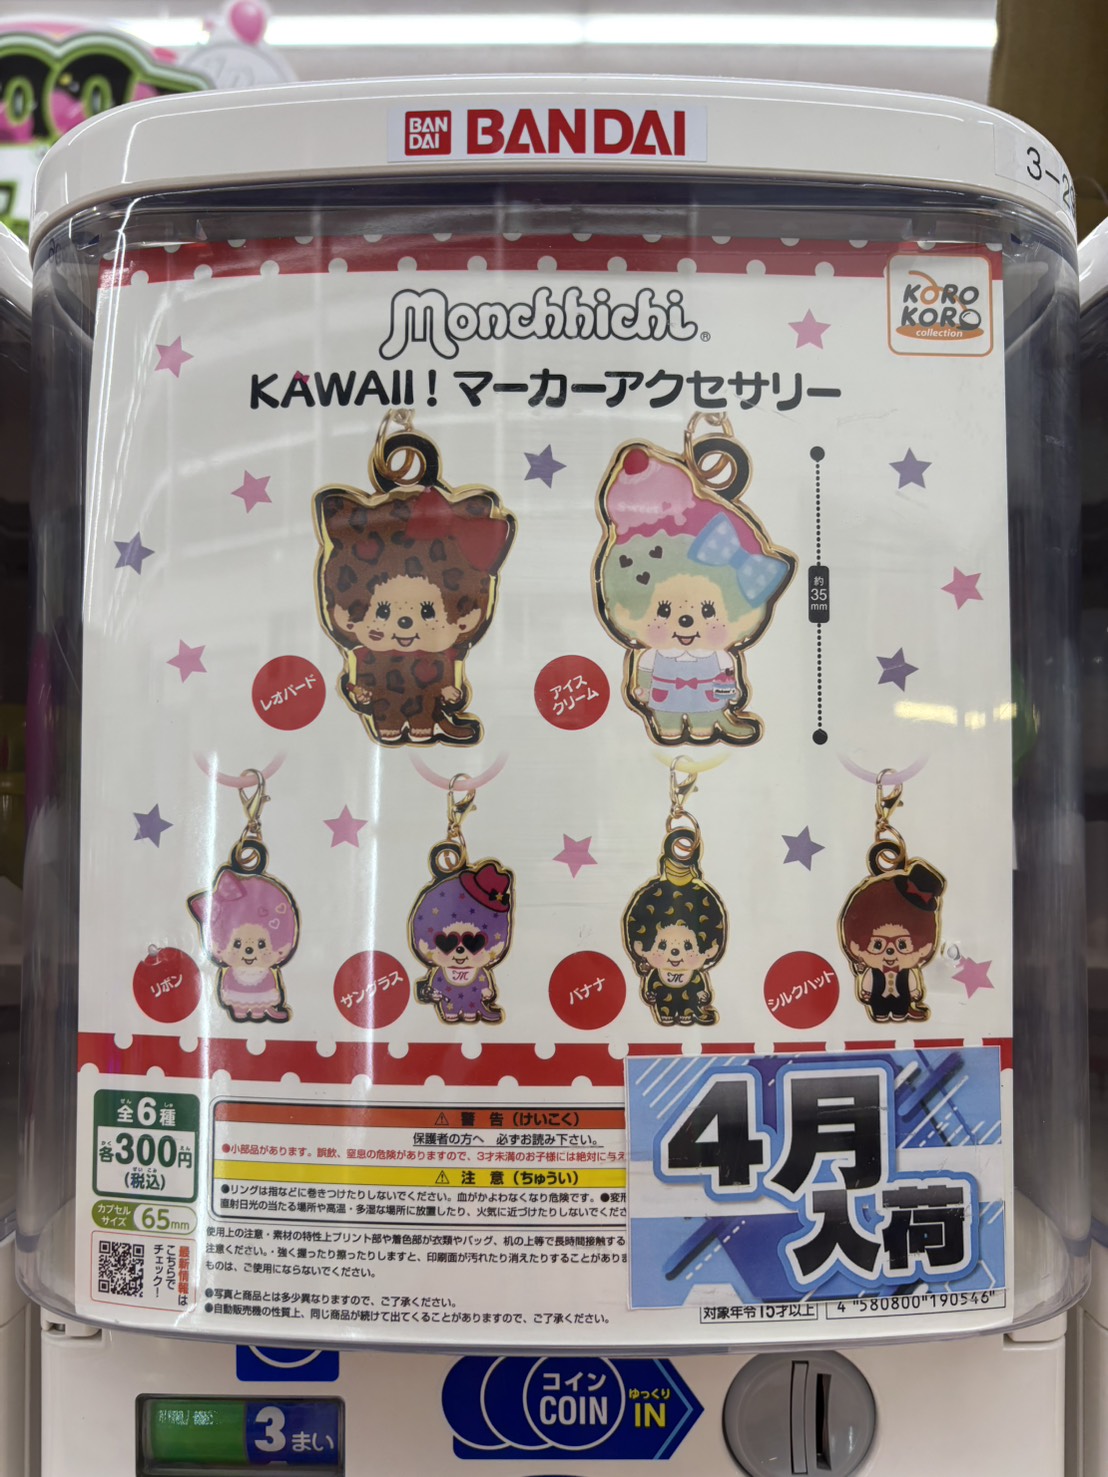 BAN
DAI
BANDAI
3-2
Monchhichi®
KORO
KORO
collection
KAWAII！マーカーアクセサリー
Sweet
約
35
mm
レオパード
アイス
クリーム
リボン
サングラス
バナナ
シルクハット
全6種
各300円
(税込)
カプセル
サイズ 65mm
最新情報は
こちらで
チェック！
⚠ 警 告（けいこく）
保護者の方へ 必ずお読み下さい。
●小部品があります。誤飲、窒息の危険がありますので、3才未満のお子様には絶対に与え
⚠ 注 意（ちゅうい）
●リングは指などに巻きつけたりしないでください。血がかよわなくなり危険です。●変形
直射日光の当たる場所や高温・多湿な場所に放置したり、火気に近づけたりしないでくださ
使用上の注意・素材の特性上プリント部や着色部が衣類やバッグ、机の上等で長時間接触する
注意ください。・強く握ったり擦ったりしますと、印刷面が汚れたり消えたりすることがありま
ものは、ご使用にならないでください。
●写真と商品とは多少異なりますので、ご了承ください。
●自動販売機の性質上、同じ商品が続けて出てくることがありますので、ご了承ください。
4月
入荷
対象年令15才以上
4 "580800"190546"
3まい
コイン
COIN
ゆっくり
IN